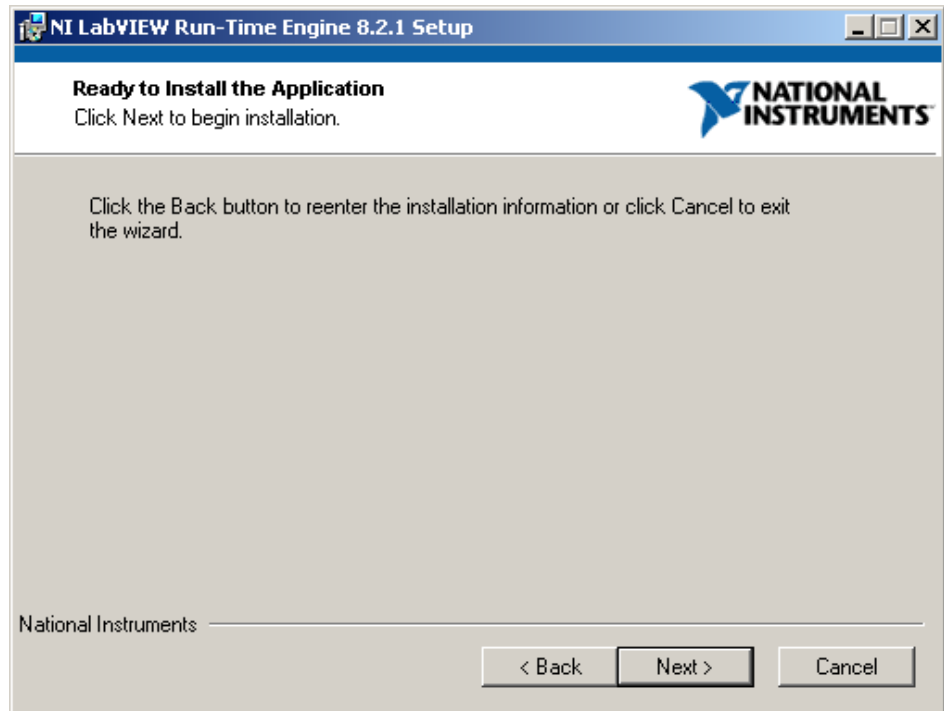 NI LabVIEW Run-Time Engine 8.2.1 Setup
Ready to Install the Application
Click Next to begin installation.
NATIONAL
INSTRUMENTS
Click the Back button to reenter the installation information or click Cancel to exit
the wizard.
National Instruments
< Back Next > Cancel